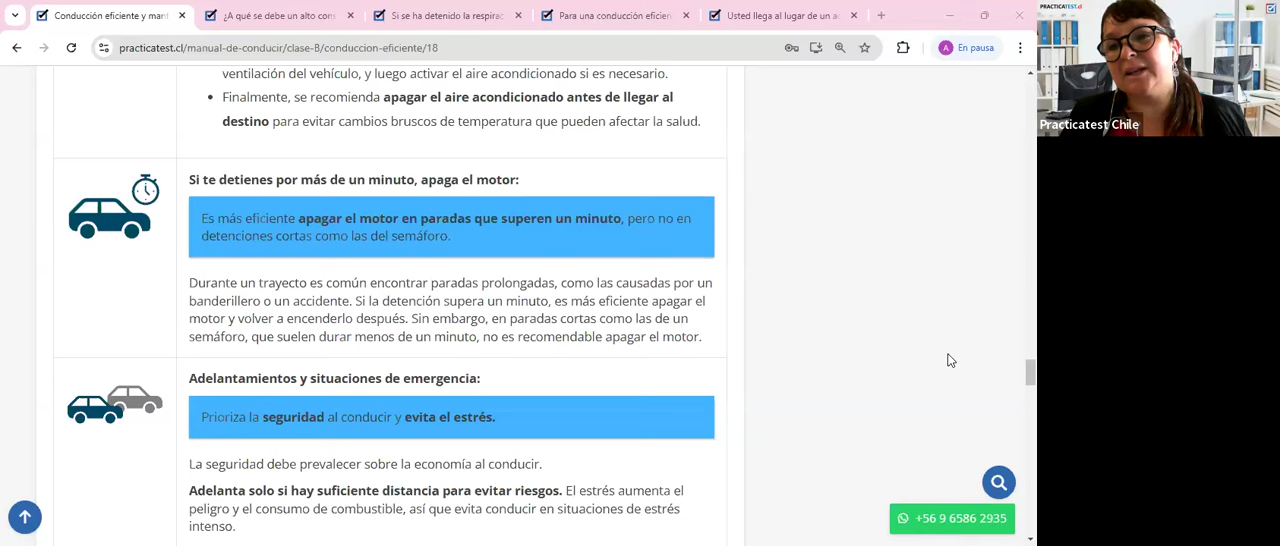 Conducción eficiente y mant
¿A qué se debe un alto cons
Si se ha detenido la respirac
Para una conducción eficien
Usted llega al lugar de un a
practicatest.cl/manual-de-conducir/clase-B/conduccion-eficiente/18
A
En pausa
PRACTICATEST.cl
Practicatest Chile
ventilación del vehículo, y luego activar el aire acondicionado si es necesario.
• Finalmente, se recomienda apagar el aire acondicionado antes de llegar al
destino para evitar cambios bruscos de temperatura que pueden afectar la salud.
Si te detienes por más de un minuto, apaga el motor:
Es más eficiente apagar el motor en paradas que superen un minuto, pero no en
detenciones cortas como las del semáforo.
Durante un trayecto es común encontrar paradas prolongadas, como las causadas por un
banderillero o un accidente. Si la detención supera un minuto, es más eficiente apagar el
motor y volver a encenderlo después. Sin embargo, en paradas cortas como las de un
semáforo, que suelen durar menos de un minuto, no es recomendable apagar el motor.
Adelantamientos y situaciones de emergencia:
Prioriza la seguridad al conducir y evita el estrés.
La seguridad debe prevalecer sobre la economía al conducir.
Adelanta solo si hay suficiente distancia para evitar riesgos. El estrés aumenta el
peligro y el consumo de combustible, así que evita conducir en situaciones de estrés
intenso.
+56 9 6586 2935